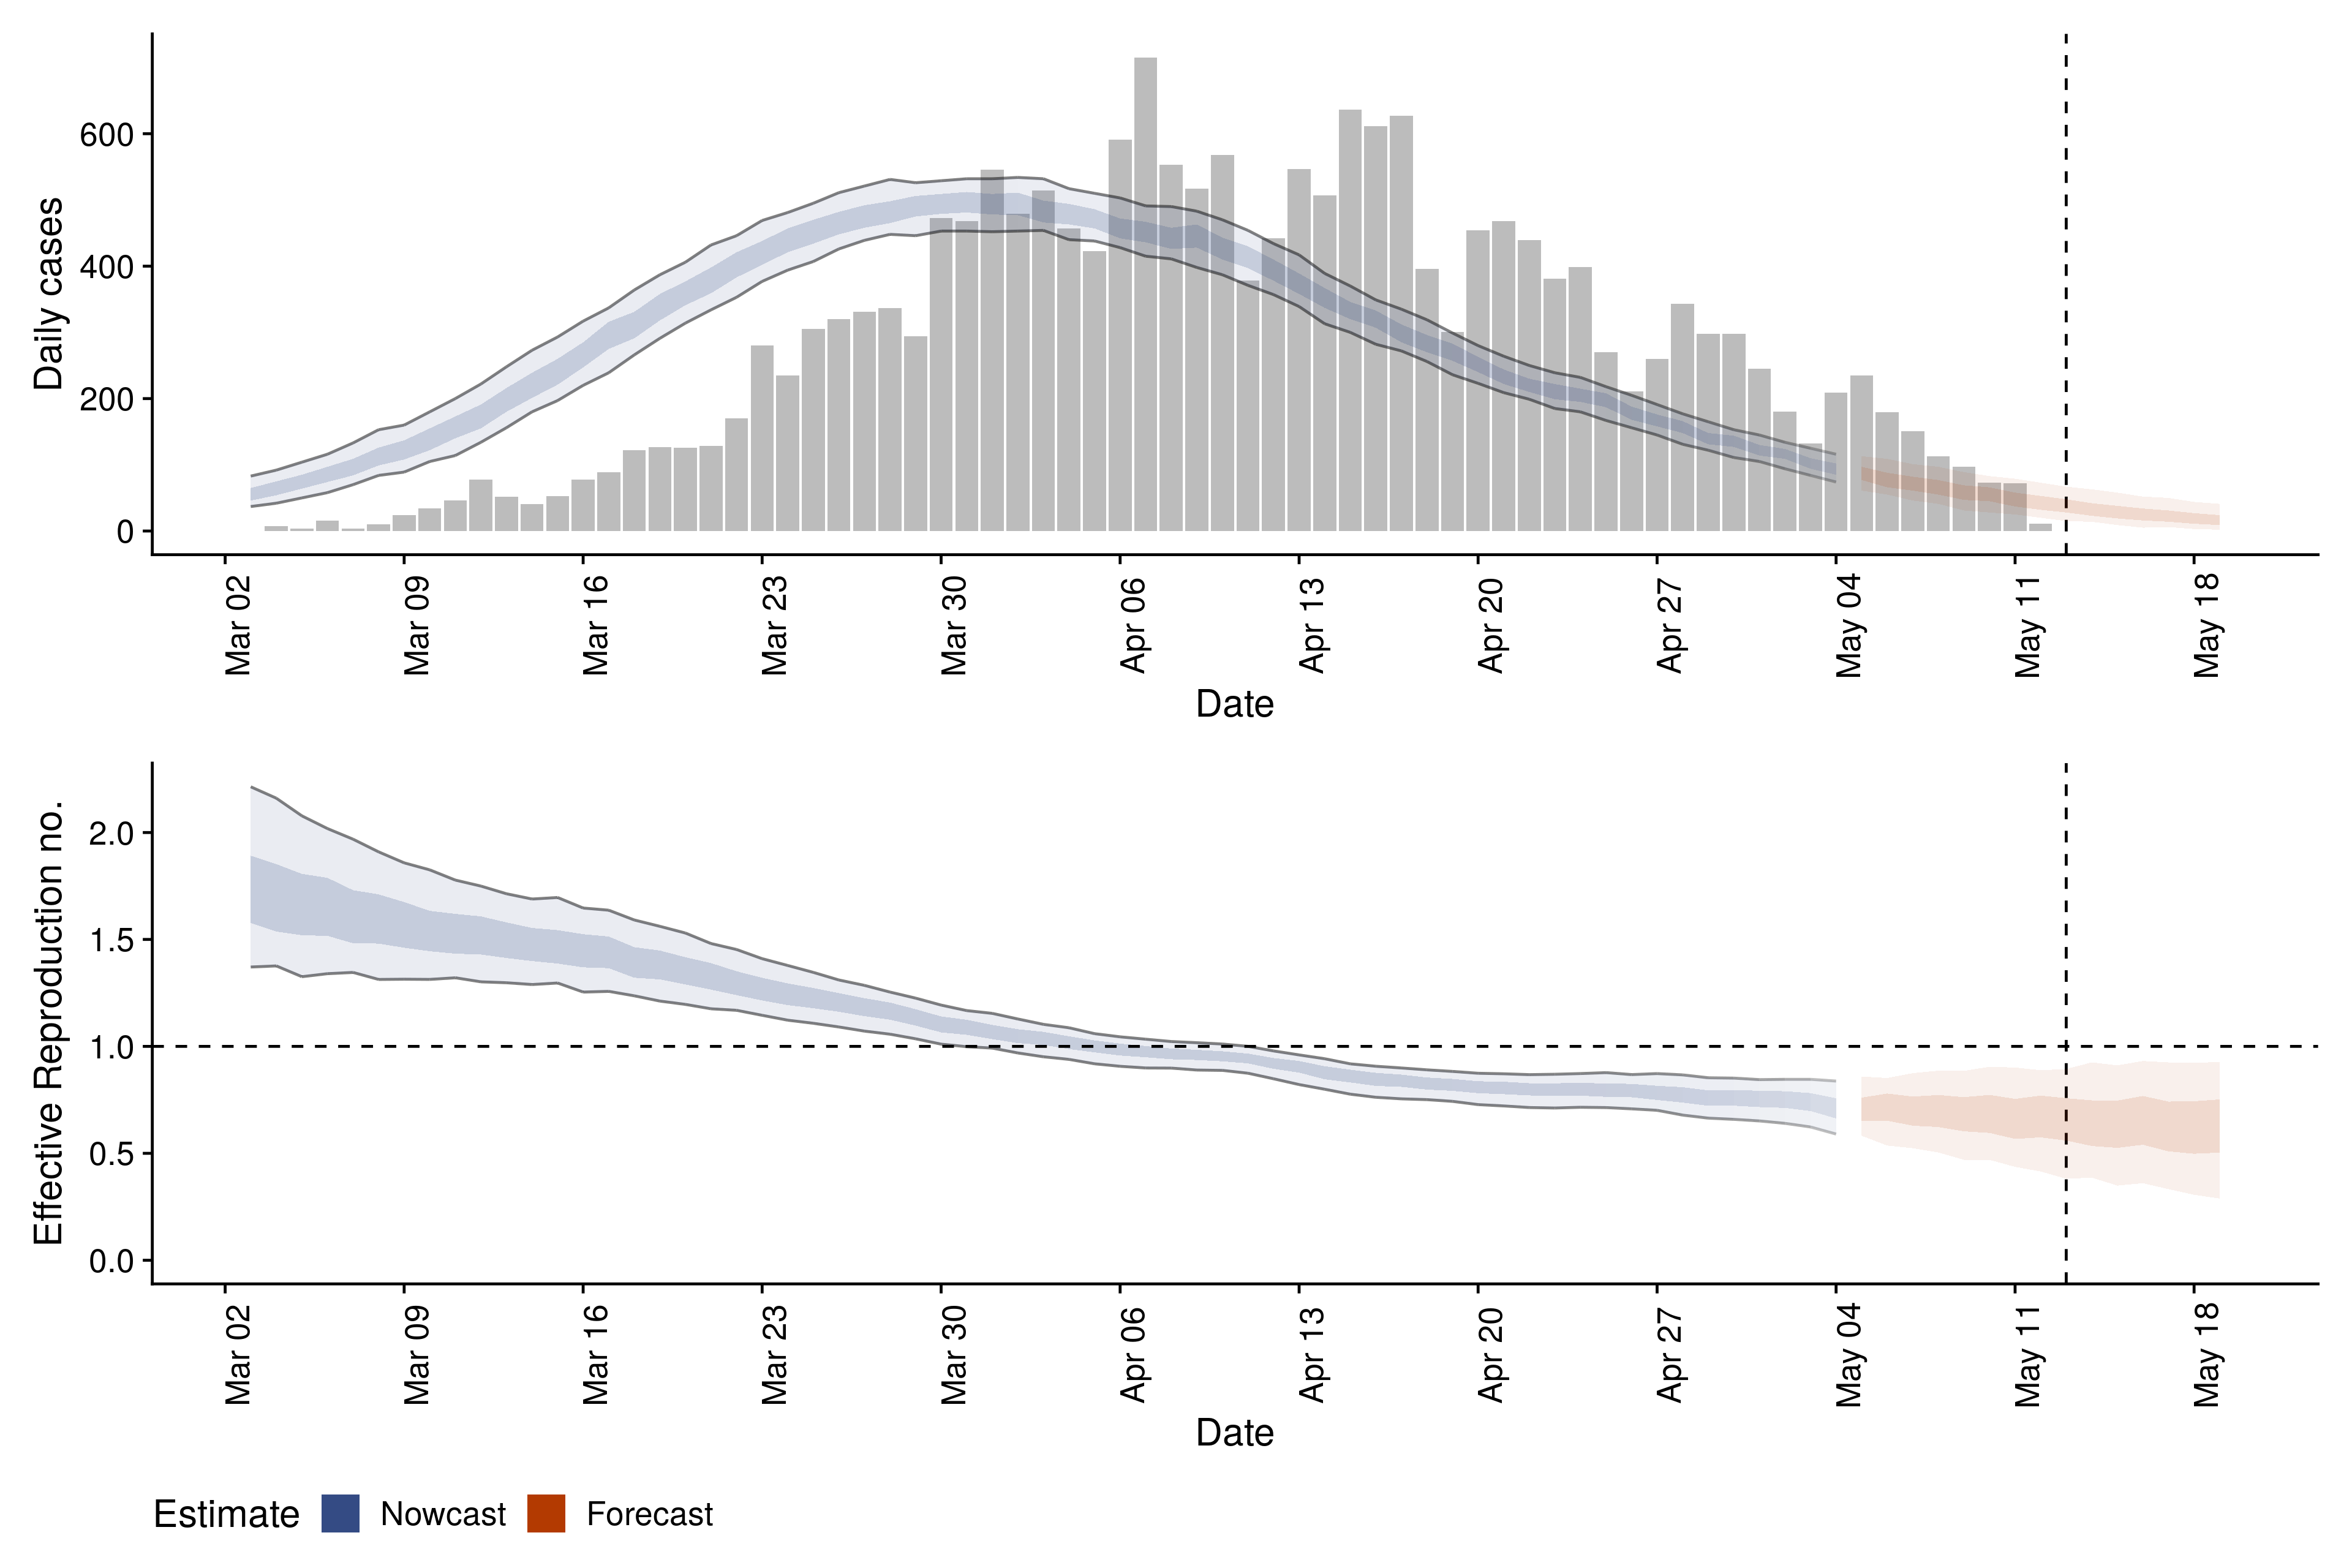 Daily cases
600
400
200
0
Mar 02 Mar 09 Mar 16 Mar 23 Mar 30 Apr 06 Apr 13 Apr 20 Apr 27 May 04 May 11 May 18
Date
Effective Reproduction no.
2.0
1.5
1.0
0.5
0.0
Mar 02 Mar 09 Mar 16 Mar 23 Mar 30 Apr 06 Apr 13 Apr 20 Apr 27 May 04 May 11 May 18
Date
Estimate Nowcast Forecast